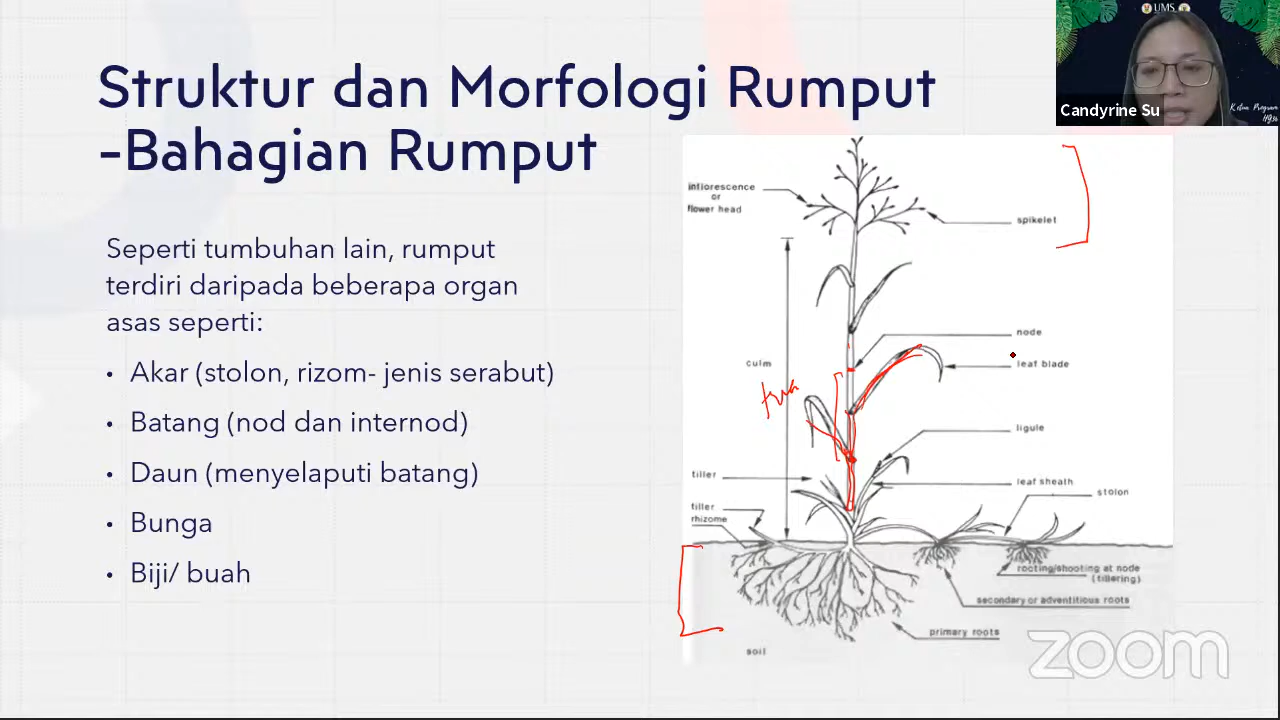 UMS
Struktur dan Morfologi Rumput
-Bahagian Rumput
Candyrine Su
Ketua Program
Seperti tumbuhan lain, rumput
terdiri daripada beberapa organ
asas seperti:
• Akar (stolon, rizom- jenis serabut)
• Batang (nod dan internod)
• Daun (menyelaputi batang)
• Bunga
• Biji/ buah
inflorescence
or
flower head
spikelet
node
culm
leaf blade
tua
ligule
tiller
leaf sheath
stolon
tiller
rhizome
rooting/shooting at node
(tillering)
secondary or adventitious roots
primary roots
soil
zoom